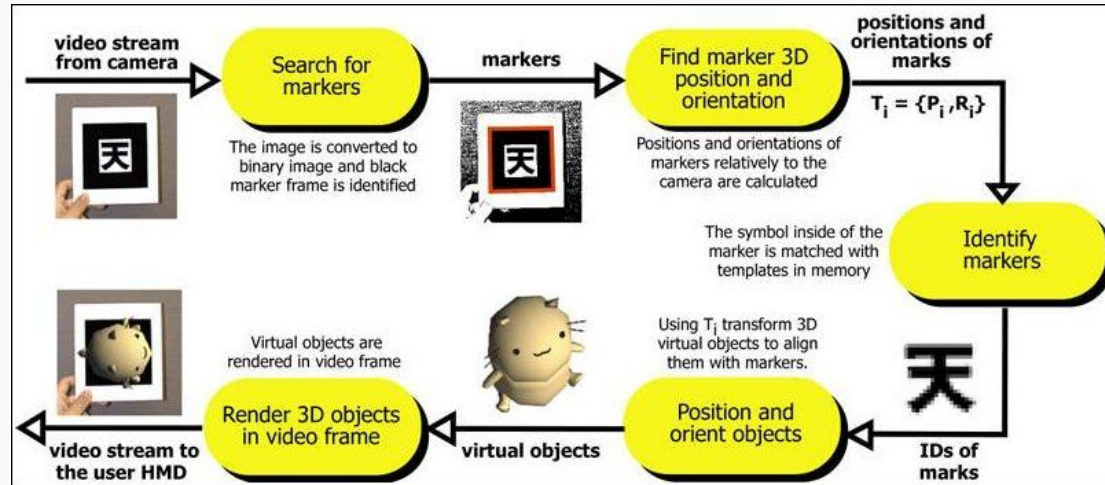 video stream
from camera
Search for
markers
The image is converted to
binary image and black
marker frame is identified
天
markers
天
Find marker 3D
position and
orientation
Positions and orientations of
markers relatively to the
camera are calculated
positions and
orientations of
marks
Ti = {Pi ,Ri}
The symbol inside of the
marker is matched with
templates in memory
Identify
markers
天
IDs of
marks
Using Ti transform 3D
virtual objects to align
them with markers.
Position and
orient objects
virtual objects
Virtual objects are
rendered in video frame
Render 3D objects
in video frame
video stream to
the user HMD